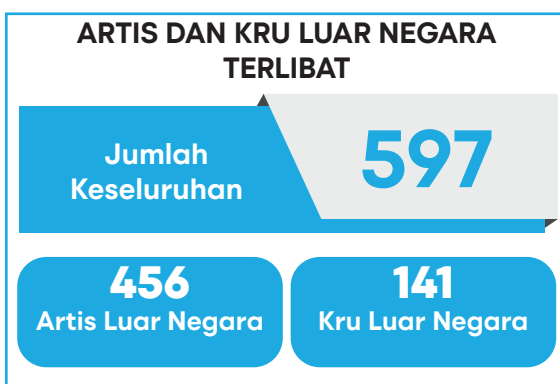 ARTIS DAN KRU LUAR NEGARA
TERLIBAT
Jumlah
Keseluruhan
597
456
Artis Luar Negara
141
Kru Luar Negara